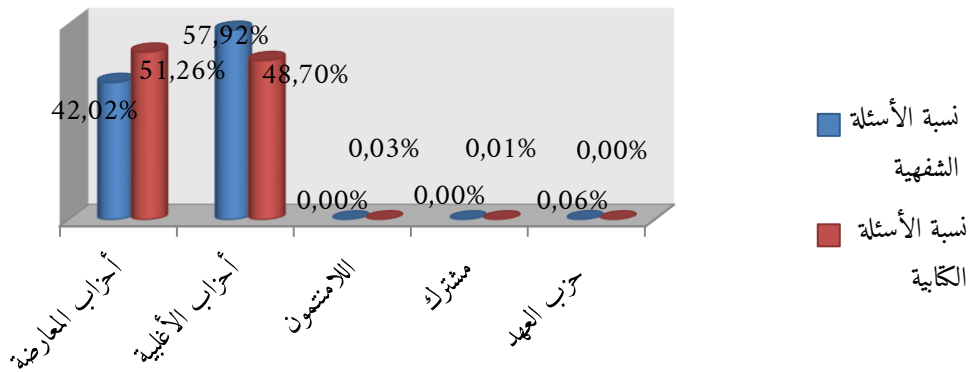 57,92%
51,26%
48,70%
42,02%
0,03%
0,01%
0,00%
0,00%
0,00%
0,06%
أحزاب المعارضة
أحزاب الأغلبية
اللامنتمون
مشترك
حزب العهد
نسبة الأسئلة
الشفهية
نسبة الأسئلة
الكتابية